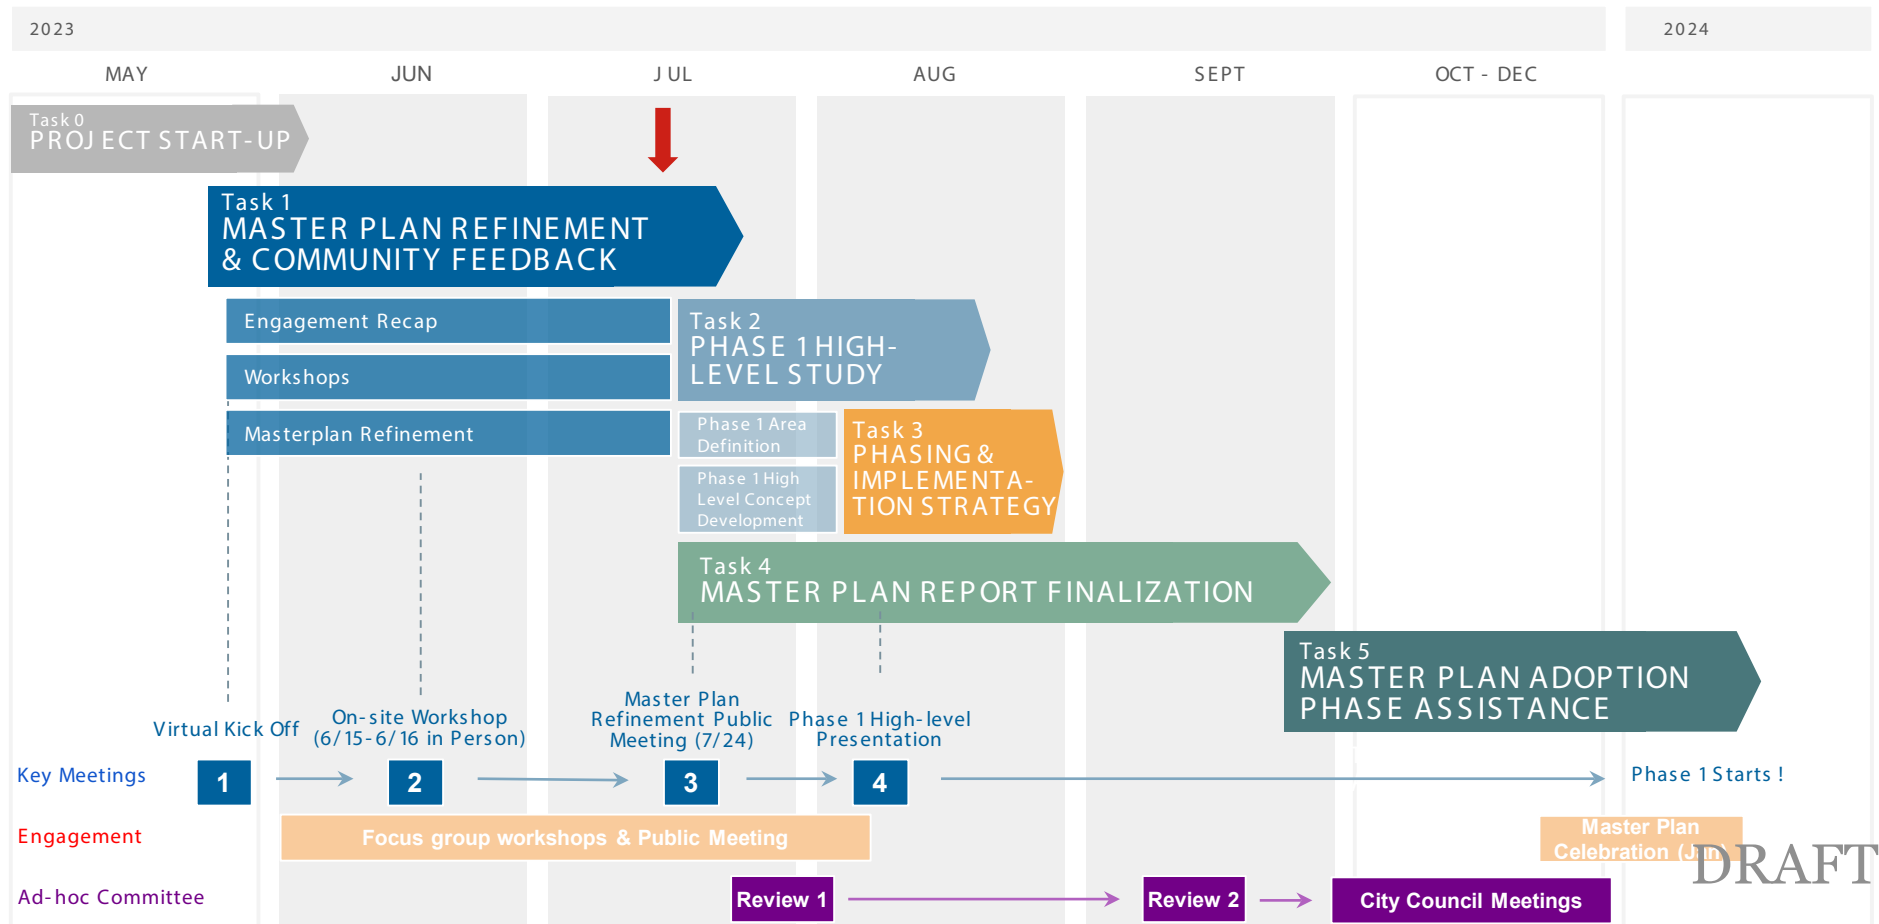 2023
2024
MAY
JUN
JUL
AUG
SEPT
OCT - DEC
Task 0
PROJECT START-UP
Task 1
MASTER PLAN REFINEMENT
& COMMUNITY FEEDBACK
Engagement Recap
Workshops
Masterplan Refinement
Task 2
PHASE 1 HIGH-
LEVEL STUDY
Phase 1 Area
Definition
Phase 1 High
Level Concept
Development
Task 3
PHASING &
IMPLEMENTA-
TION STRATEGY
Task 4
MASTER PLAN REPORT FINALIZATION
Task 5
MASTER PLAN ADOPTION
PHASE ASSISTANCE
Virtual Kick Off
On-site Workshop
(6/15-6/16 in Person)
Master Plan
Refinement Public
Meeting (7/24)
Phase 1 High-level
Presentation
Key Meetings
1
2
3
4
Phase 1 Starts !
Engagement
Focus group workshops & Public Meeting
Master Plan
Celebration (Jan)
DRAFT
Ad-hoc Committee
Review 1
Review 2
City Council Meetings